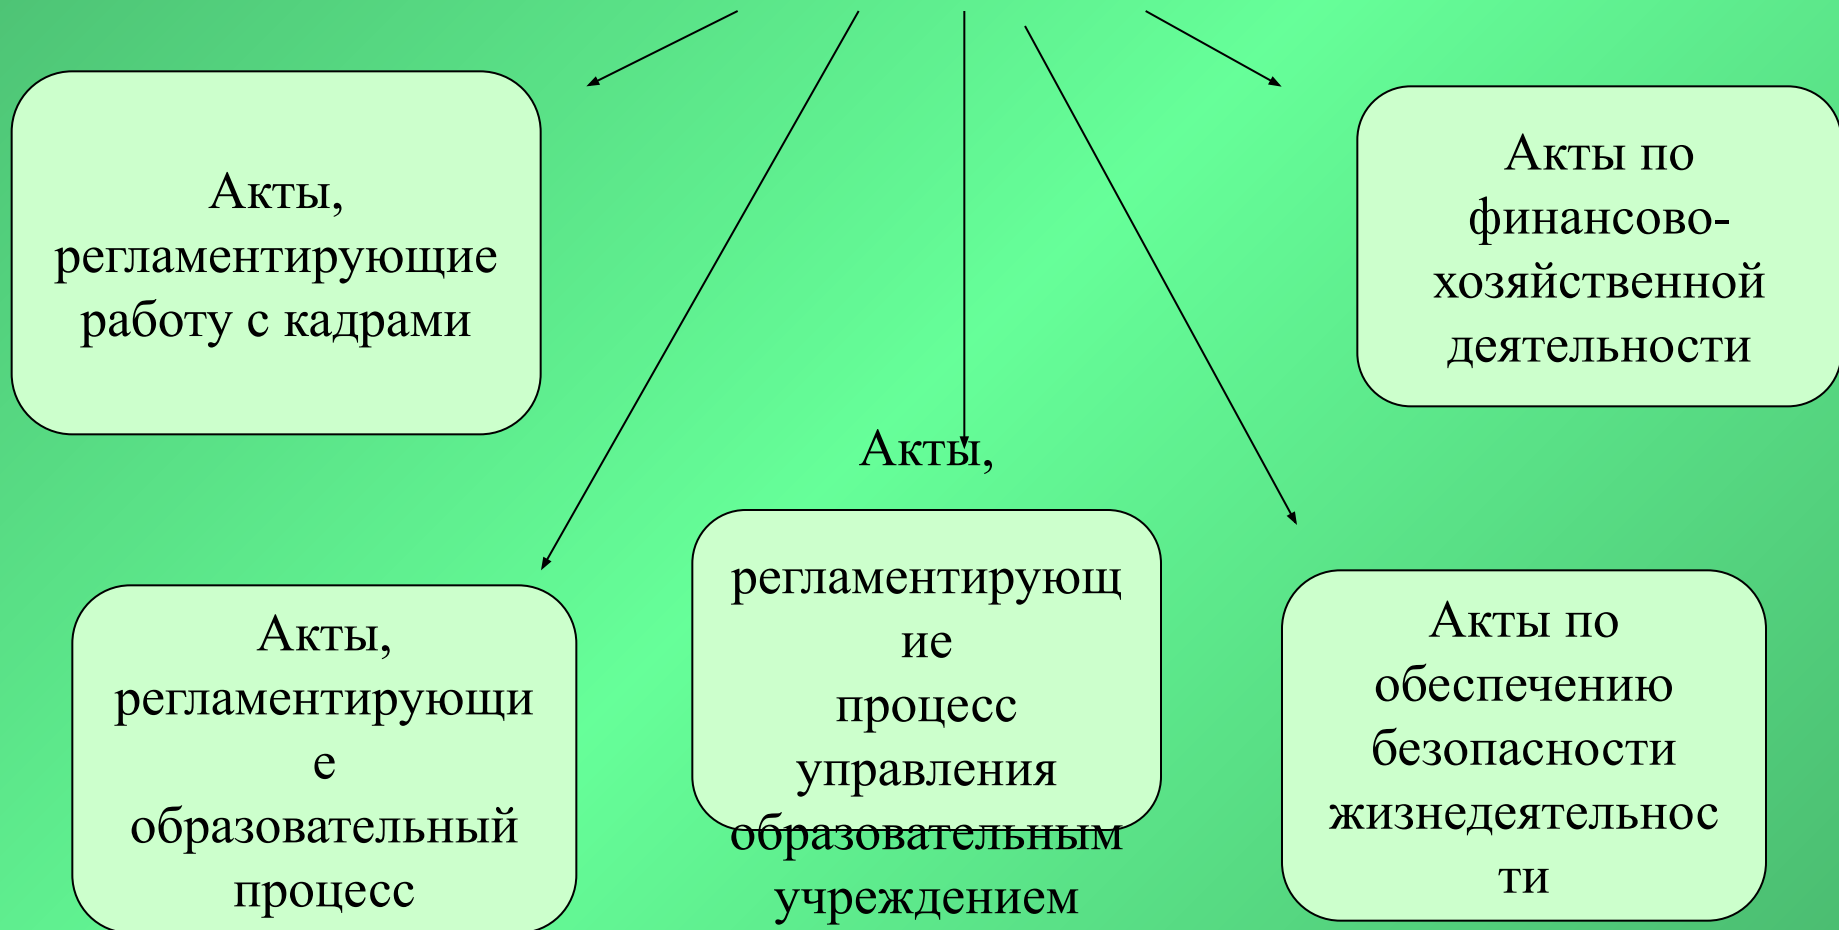 Акты,
регламентирующие
работу с кадрами
Акты по
финансово-
хозяйственной
деятельности
Акты,
регламентирующи
е
образовательный
процесс
Акты,
регламентирующ
ие
процесс
управления
образовательным
учреждением
Акты по
обеспечению
безопасности
жизнедеятельнос
ти